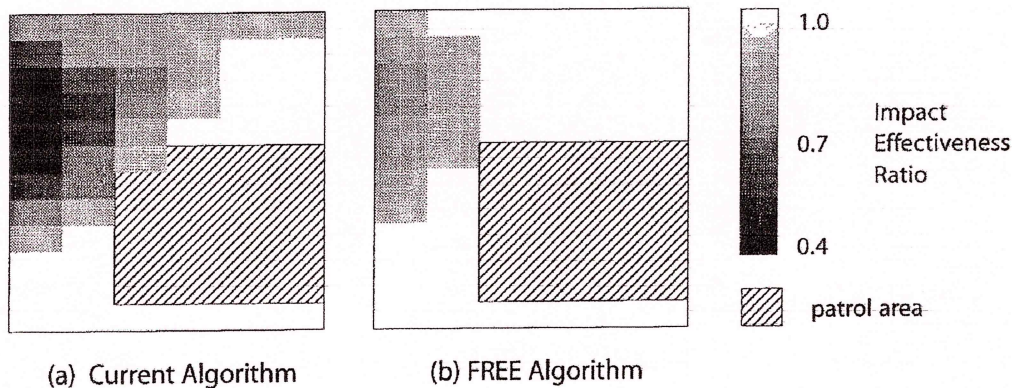 1.0
Impact
Effectiveness
Ratio
0.7
0.4
patrol area
(a) Current Algorithm
(b) FREE Algorithm